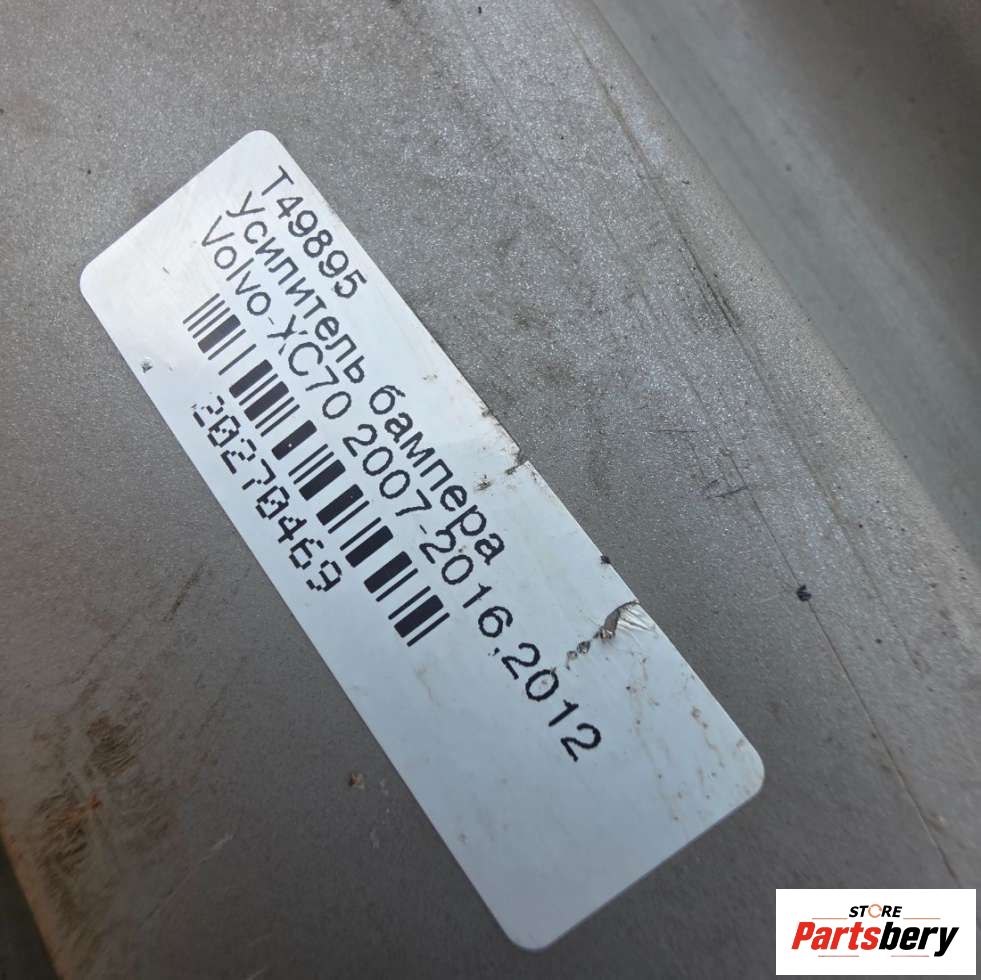 T49895
Усилитель бампера
Volvo-XC70 2007-2016,2012
20270469
STORE
Partsbery